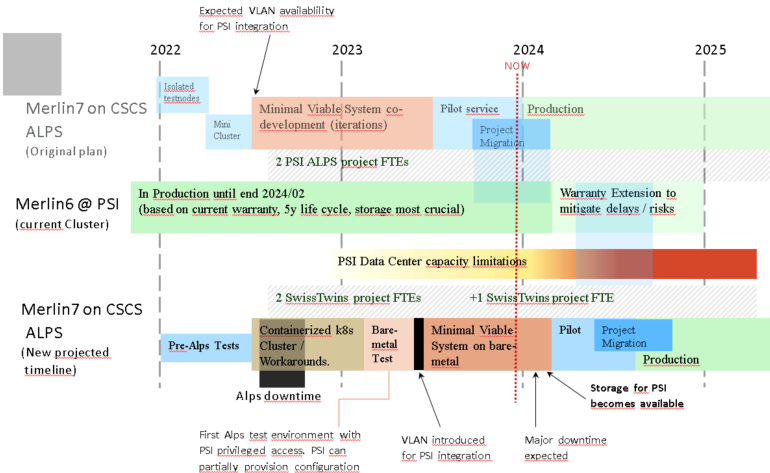 Expected VLAN availablility
for PSI integration
2022
2023
2024
2025
NOW
Isolated
testnodes
Mini
Cluster
Merlin7 on CSCS
ALPS
(Original plan)
Minimal Viable System co-
development (iterations)
Pilot service
Production
Project
Migration
2 PSI ALPS project FTEs
Merlin6 @ PSI
(current Cluster)
In Production until end 2024/02
(based on current warranty, 5y life cycle, storage most crucial)
Warranty Extension to
mitigate delays / risks
PSI Data Center capacity limitations
2 SwissTwins project FTEs
+1 SwissTwins project FTE
Merlin7 on CSCS
ALPS
(New projected
timeline)
Pre-Alps Tests
Containerized k8s
Cluster /
Workarounds.
Bare-
metal
Test
Minimal Viable
System on bare-
metal
Pilot
Project
Migration
Production
Alps downtime
Storage for PSI
becomes available
First Alps test environment with
PSI privileged access. PSI can
partially provision configuration
VLAN introduced
for PSI integration
Major downtime
expected